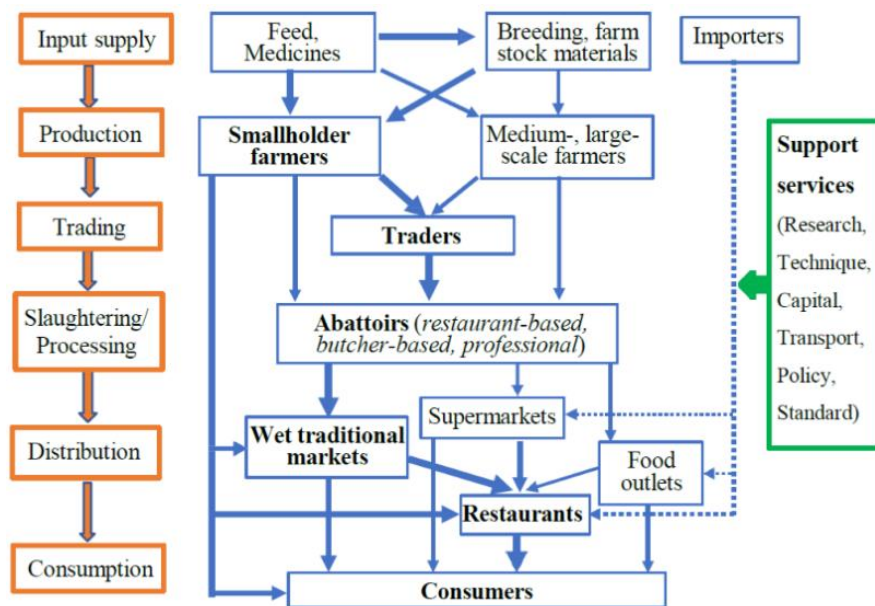 Input supply
Production
Trading
Slaughtering/
Processing
Distribution
Consumption
Feed,
Medicines
Breeding, farm
stock materials
Importers
Smallholder
farmers
Medium-, large-
scale farmers
Traders
Abattoirs (restaurant-based,
butcher-based, professional)
Wet traditional
markets
Supermarkets
Food
outlets
Restaurants
Consumers
Support
services
(Research,
Technique,
Capital,
Transport,
Policy,
Standard)